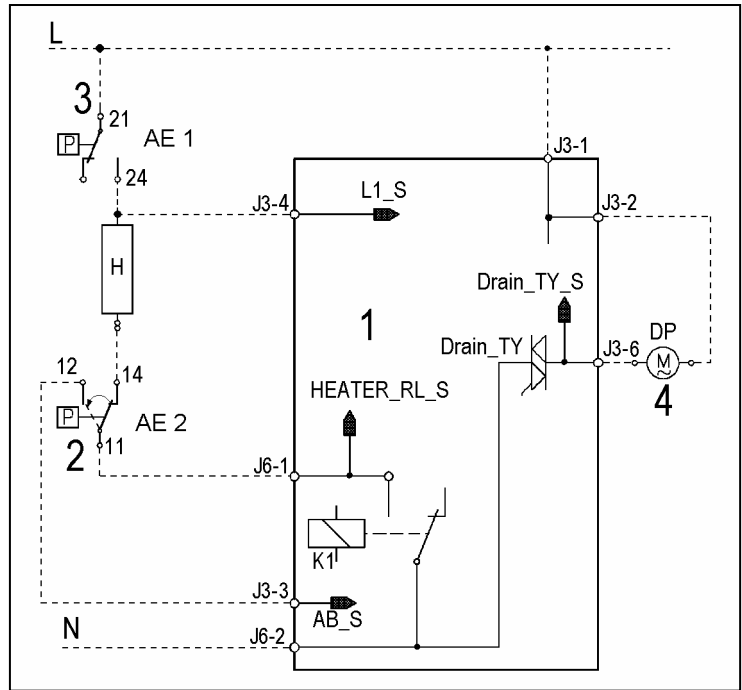 L
3
21
P
AE 1
24
J3-1
J3-4
L1_S
J3-2
H
1
Drain_TY_S
Drain_TY
DP
J3-6
M
~
4
12
14
HEATER_RL_S
P
AE 2
2
11
J6-1
K1
J3-3
AB_S
N
J6-2